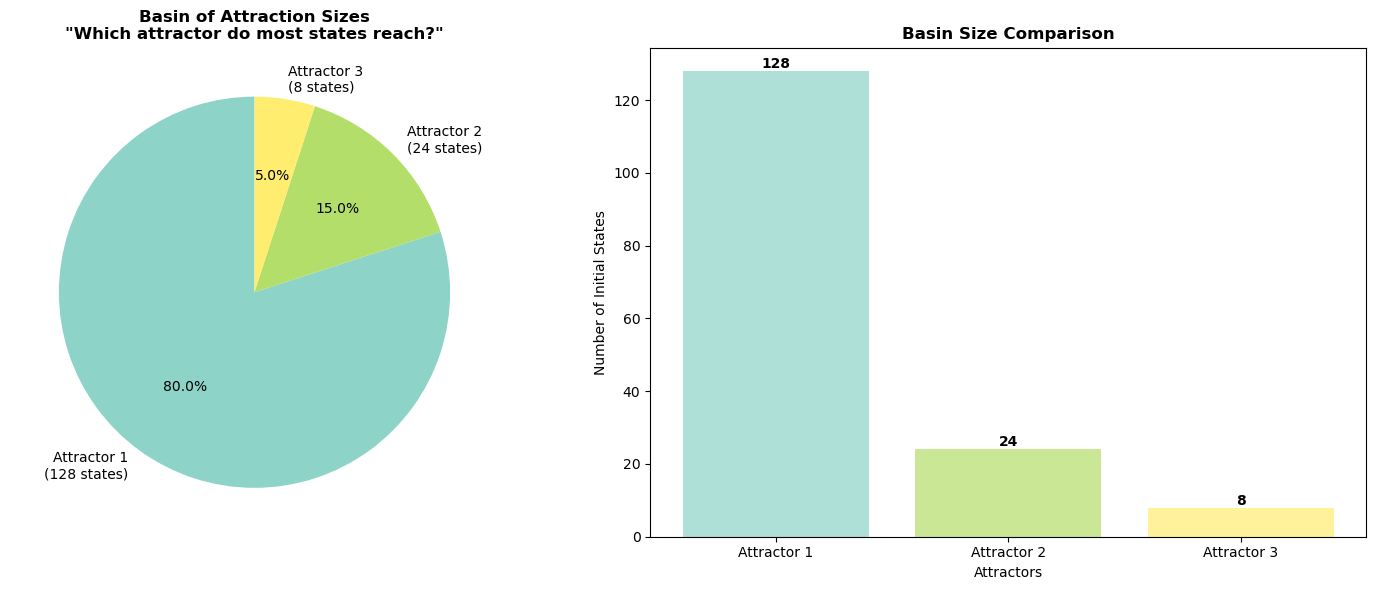 Basin of Attraction Sizes
"Which attractor do most states reach?"
Attractor 3
(8 states)
Attractor 2
(24 states)
5.0%
15.0%
80.0%
Attractor 1
(128 states)
Basin Size Comparison
Number of Initial States
120
100
80
60
40
20
0
128
24
8
Attractor 1
Attractor 2
Attractor 3
Attractors